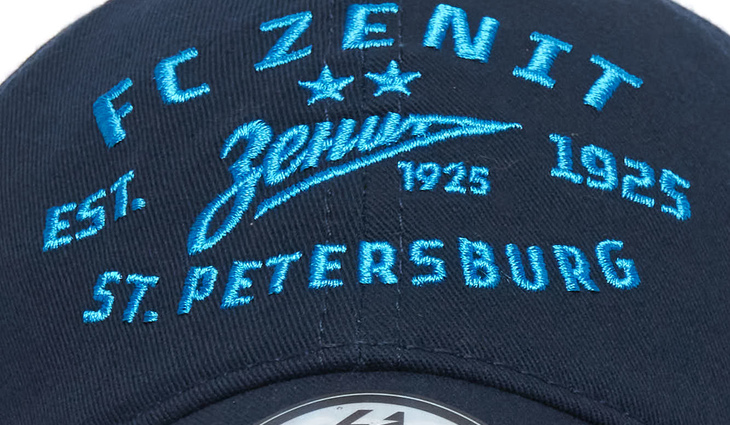 FC ZENIT
Зенит
1925
EST. 1925
ST. PETERSBURG